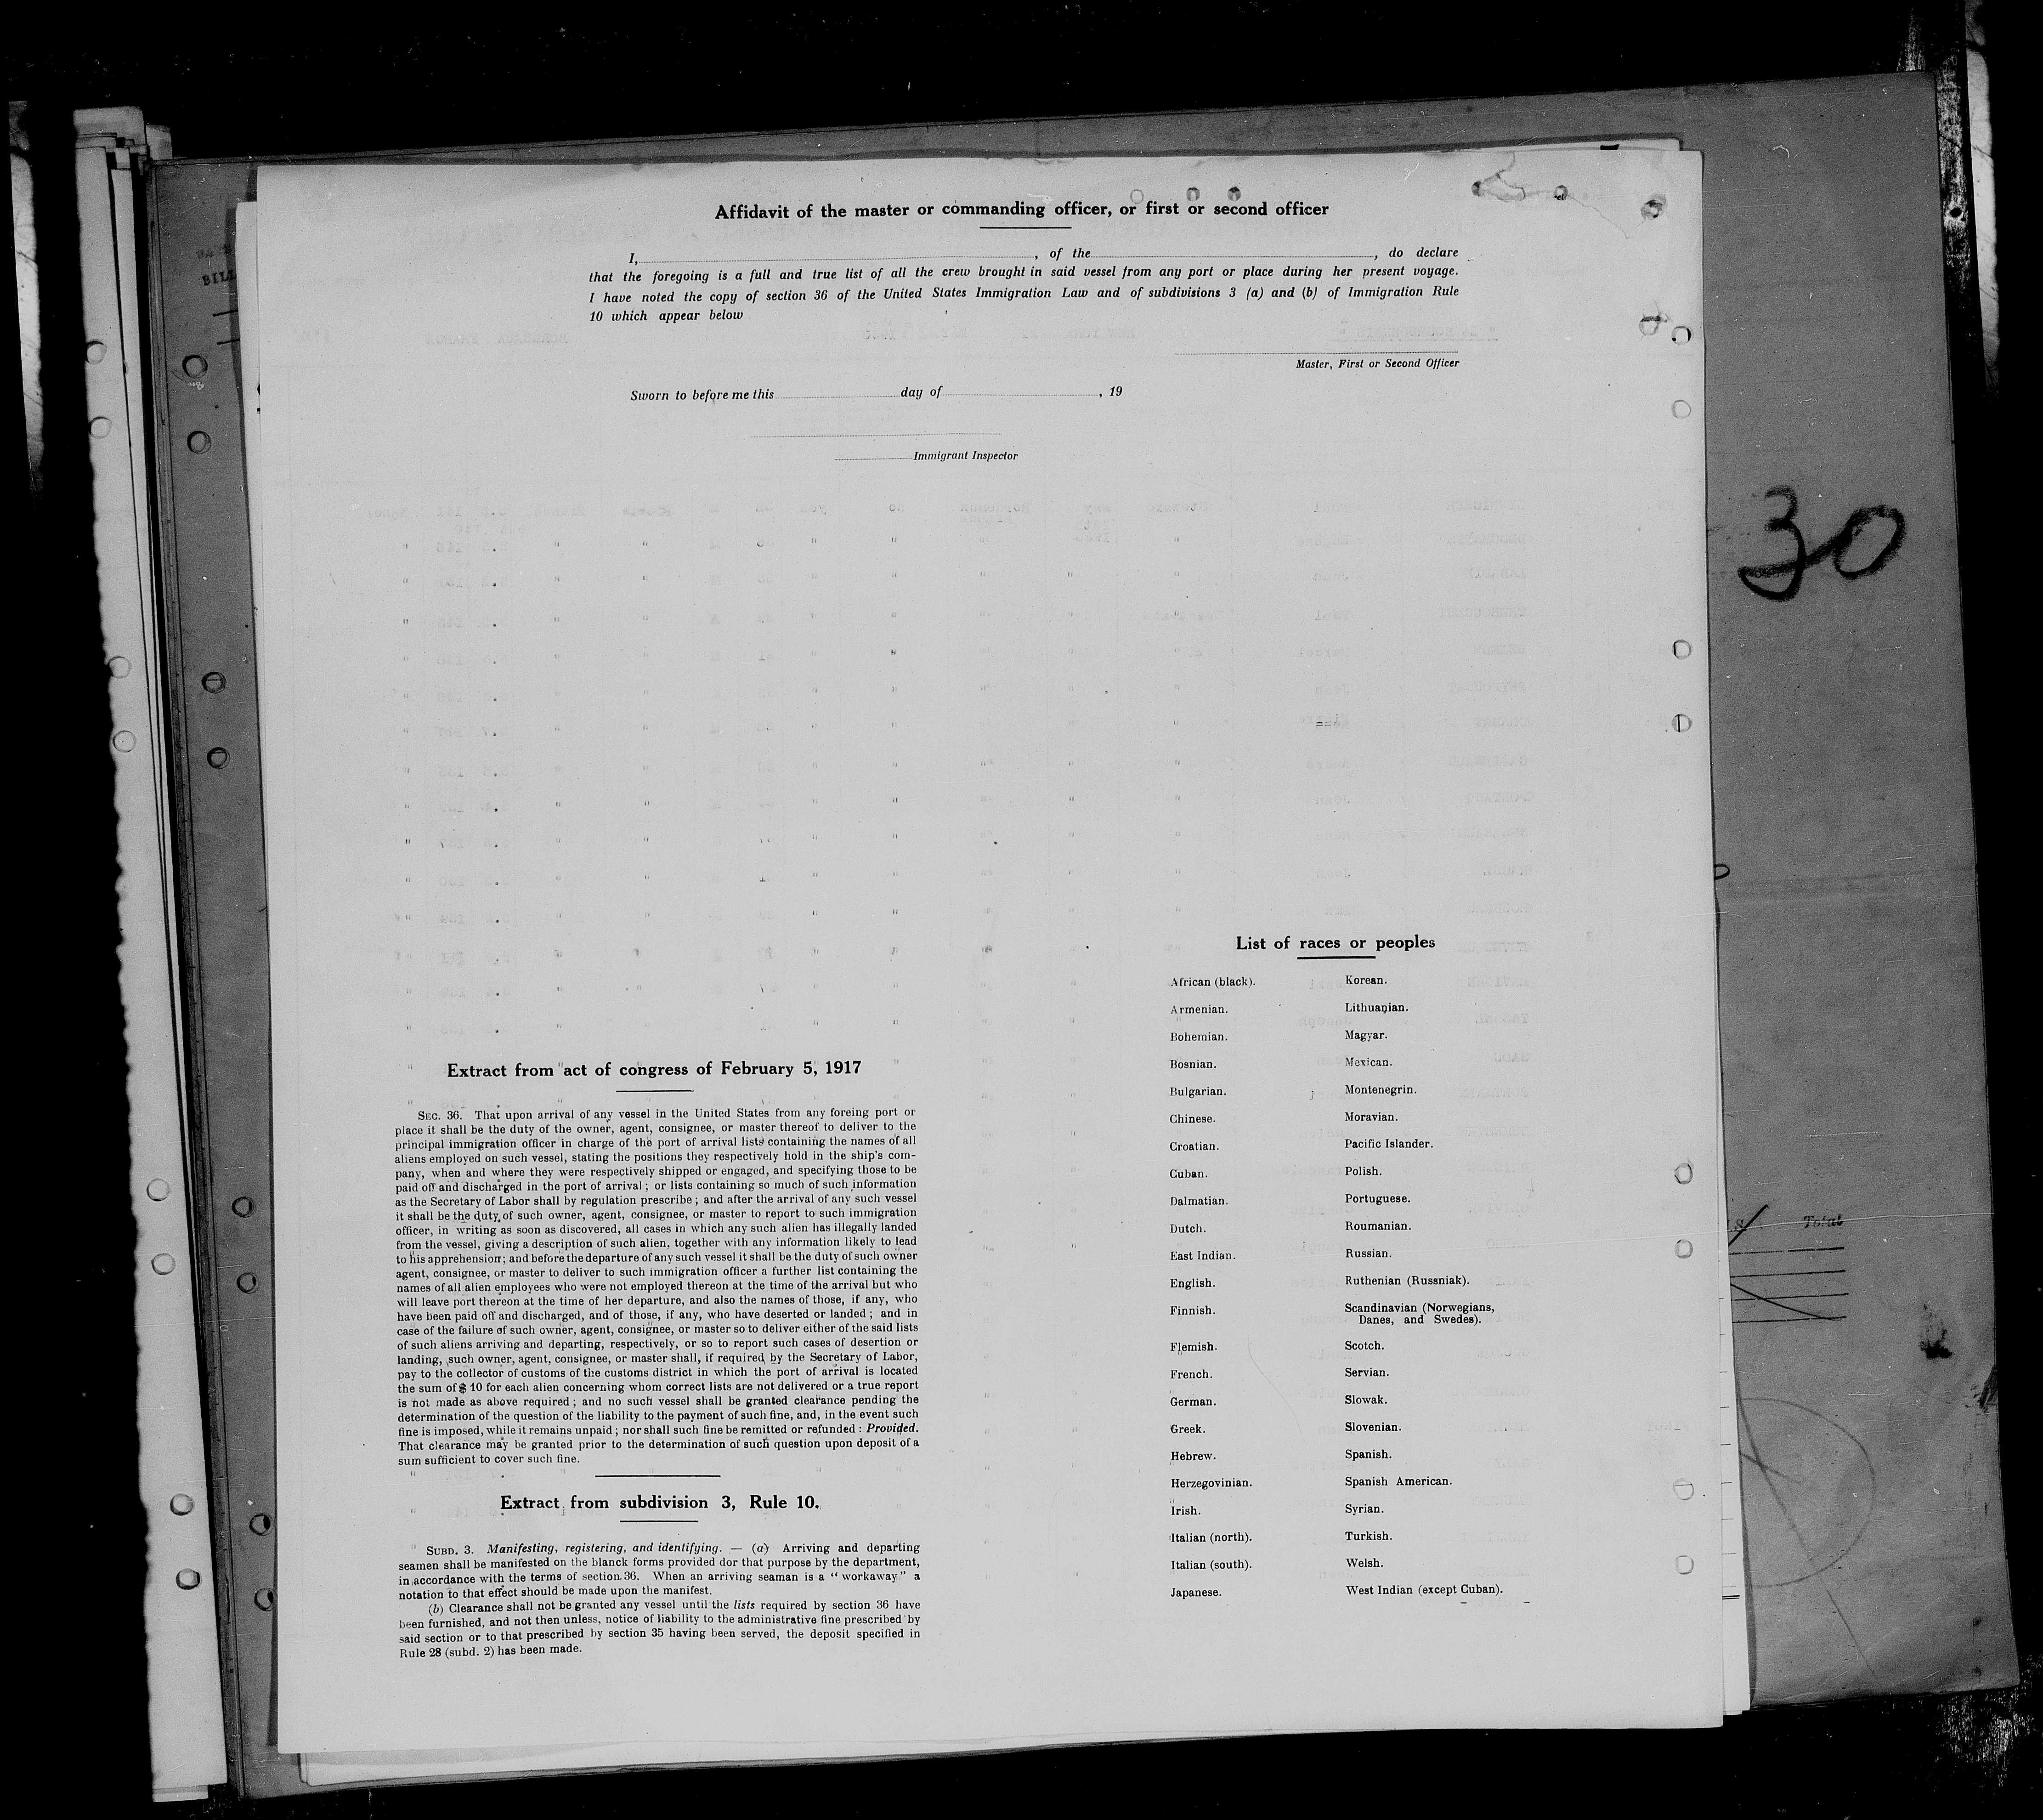 Affidavit of the master or commanding officer, or first or second officer
I, , of the , do declare
that the foregoing is a full and true list of all the crew brought in said vessel from any port or place during her present voyage.
I have noted the copy of section 36 of the United States Immigration Law and of subdivisions 3 (a) and (b) of Immigration Rule
10 which appear below
Master, First or Second Officer
Sworn to before me this day of , 19
Immigrant Inspector
30
Extract from act of congress of February 5, 1917
SEC. 36. That upon arrival of any vessel in the United States from any foreing port or
place it shall be the duty of the owner, agent, consignee, or master thereof to deliver to the
principal immigration officer in charge of the port of arrival lists containing the names of all
aliens employed on such vessel, stating the positions they respectively hold in the ship's com-
pany, when and where they were respectively shipped or engaged, and specifying those to be
paid off and discharged in the port of arrival ; or lists containing so much of such information
as the Secretary of Labor shall by regulation prescribe ; and after the arrival of any such vessel
it shall be the duty of such owner, agent, consignee, or master to report to such immigration
officer, in writing as soon as discovered, all cases in which any such alien has illegally landed
from the vessel, giving a description of such alien, together with any information likely to lead
to his apprehension ; and before the departure of any such vessel it shall be the duty of such owner
agent, consignee, or master to deliver to such immigration officer a further list containing the
names of all alien employees who were not employed thereon at the time of the arrival but who
will leave port thereon at the time of her departure, and also the names of those, if any, who
have been paid off and discharged, and of those, if any, who have deserted or landed ; and in
case of the failure of such owner, agent, consignee, or master so to deliver either of the said lists
of such aliens arriving and departing, respectively, or so to report such cases of desertion or
landing, such owner, agent, consignee, or master shall, if required by the Secretary of Labor,
pay to the collector of customs of the customs district in which the port of arrival is located
the sum of $ 10 for each alien concerning whom correct lists are not delivered or a true report
is not made as above required ; and no such vessel shall be granted clearance pending the
determination of the question of the liability to the payment of such fine, and, in the event such
fine is imposed, while it remains unpaid ; nor shall such fine be remitted or refunded : Provided.
That clearance may be granted prior to the determination of such question upon deposit of a
sum sufficient to cover such fine.
Extract from subdivision 3, Rule 10.
SUBD. 3. Manifesting, registering, and identifying. — (a) Arriving and departing
seamen shall be manifested on the blanck forms provided dor that purpose by the department,
in accordance with the terms of section 36. When an arriving seaman is a “ workaway ” a
notation to that effect should be made upon the manifest.
(b) Clearance shall not be granted any vessel until the lists required by section 36 have
been furnished, and not then unless, notice of liability to the administrative fine prescribed by
said section or to that prescribed by section 35 having been served, the deposit specified in
Rule 28 (subd. 2) has been made.
List of races or peoples
African (black).
Armenian.
Bohemian.
Bosnian.
Bulgarian.
Chinese.
Croatian.
Cuban.
Dalmatian.
Dutch.
East Indian.
English.
Finnish.
Flemish.
French.
German.
Greek.
Hebrew.
Herzegovinian.
Irish.
Italian (north).
Italian (south).
Japanese.
Korean.
Lithuanian.
Magyar.
Mexican.
Montenegrin.
Moravian.
Pacific Islander.
Polish.
Portuguese.
Roumanian.
Russian.
Ruthenian (Russniak).
Scandinavian (Norwegians,
Danes, and Swedes).
Scotch.
Servian.
Slowak.
Slovenian.
Spanish.
Spanish American.
Syrian.
Turkish.
Welsh.
West Indian (except Cuban).
Total